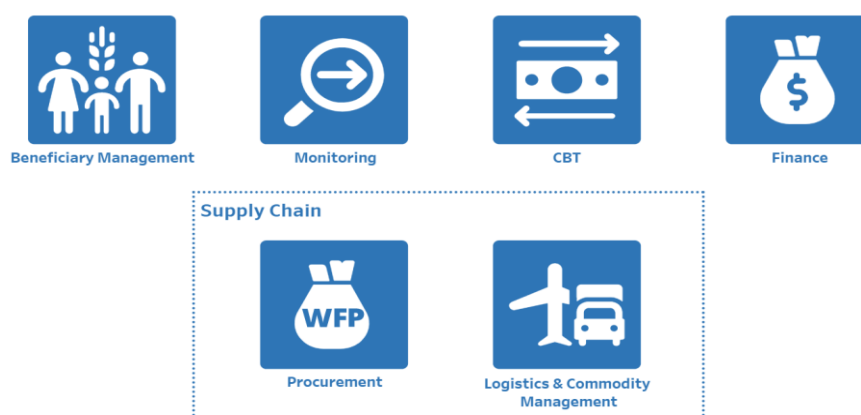 Beneficiary Management
Monitoring
CBT
$
Finance
Supply Chain
WFP
Procurement
Logistics & Commodity
Management